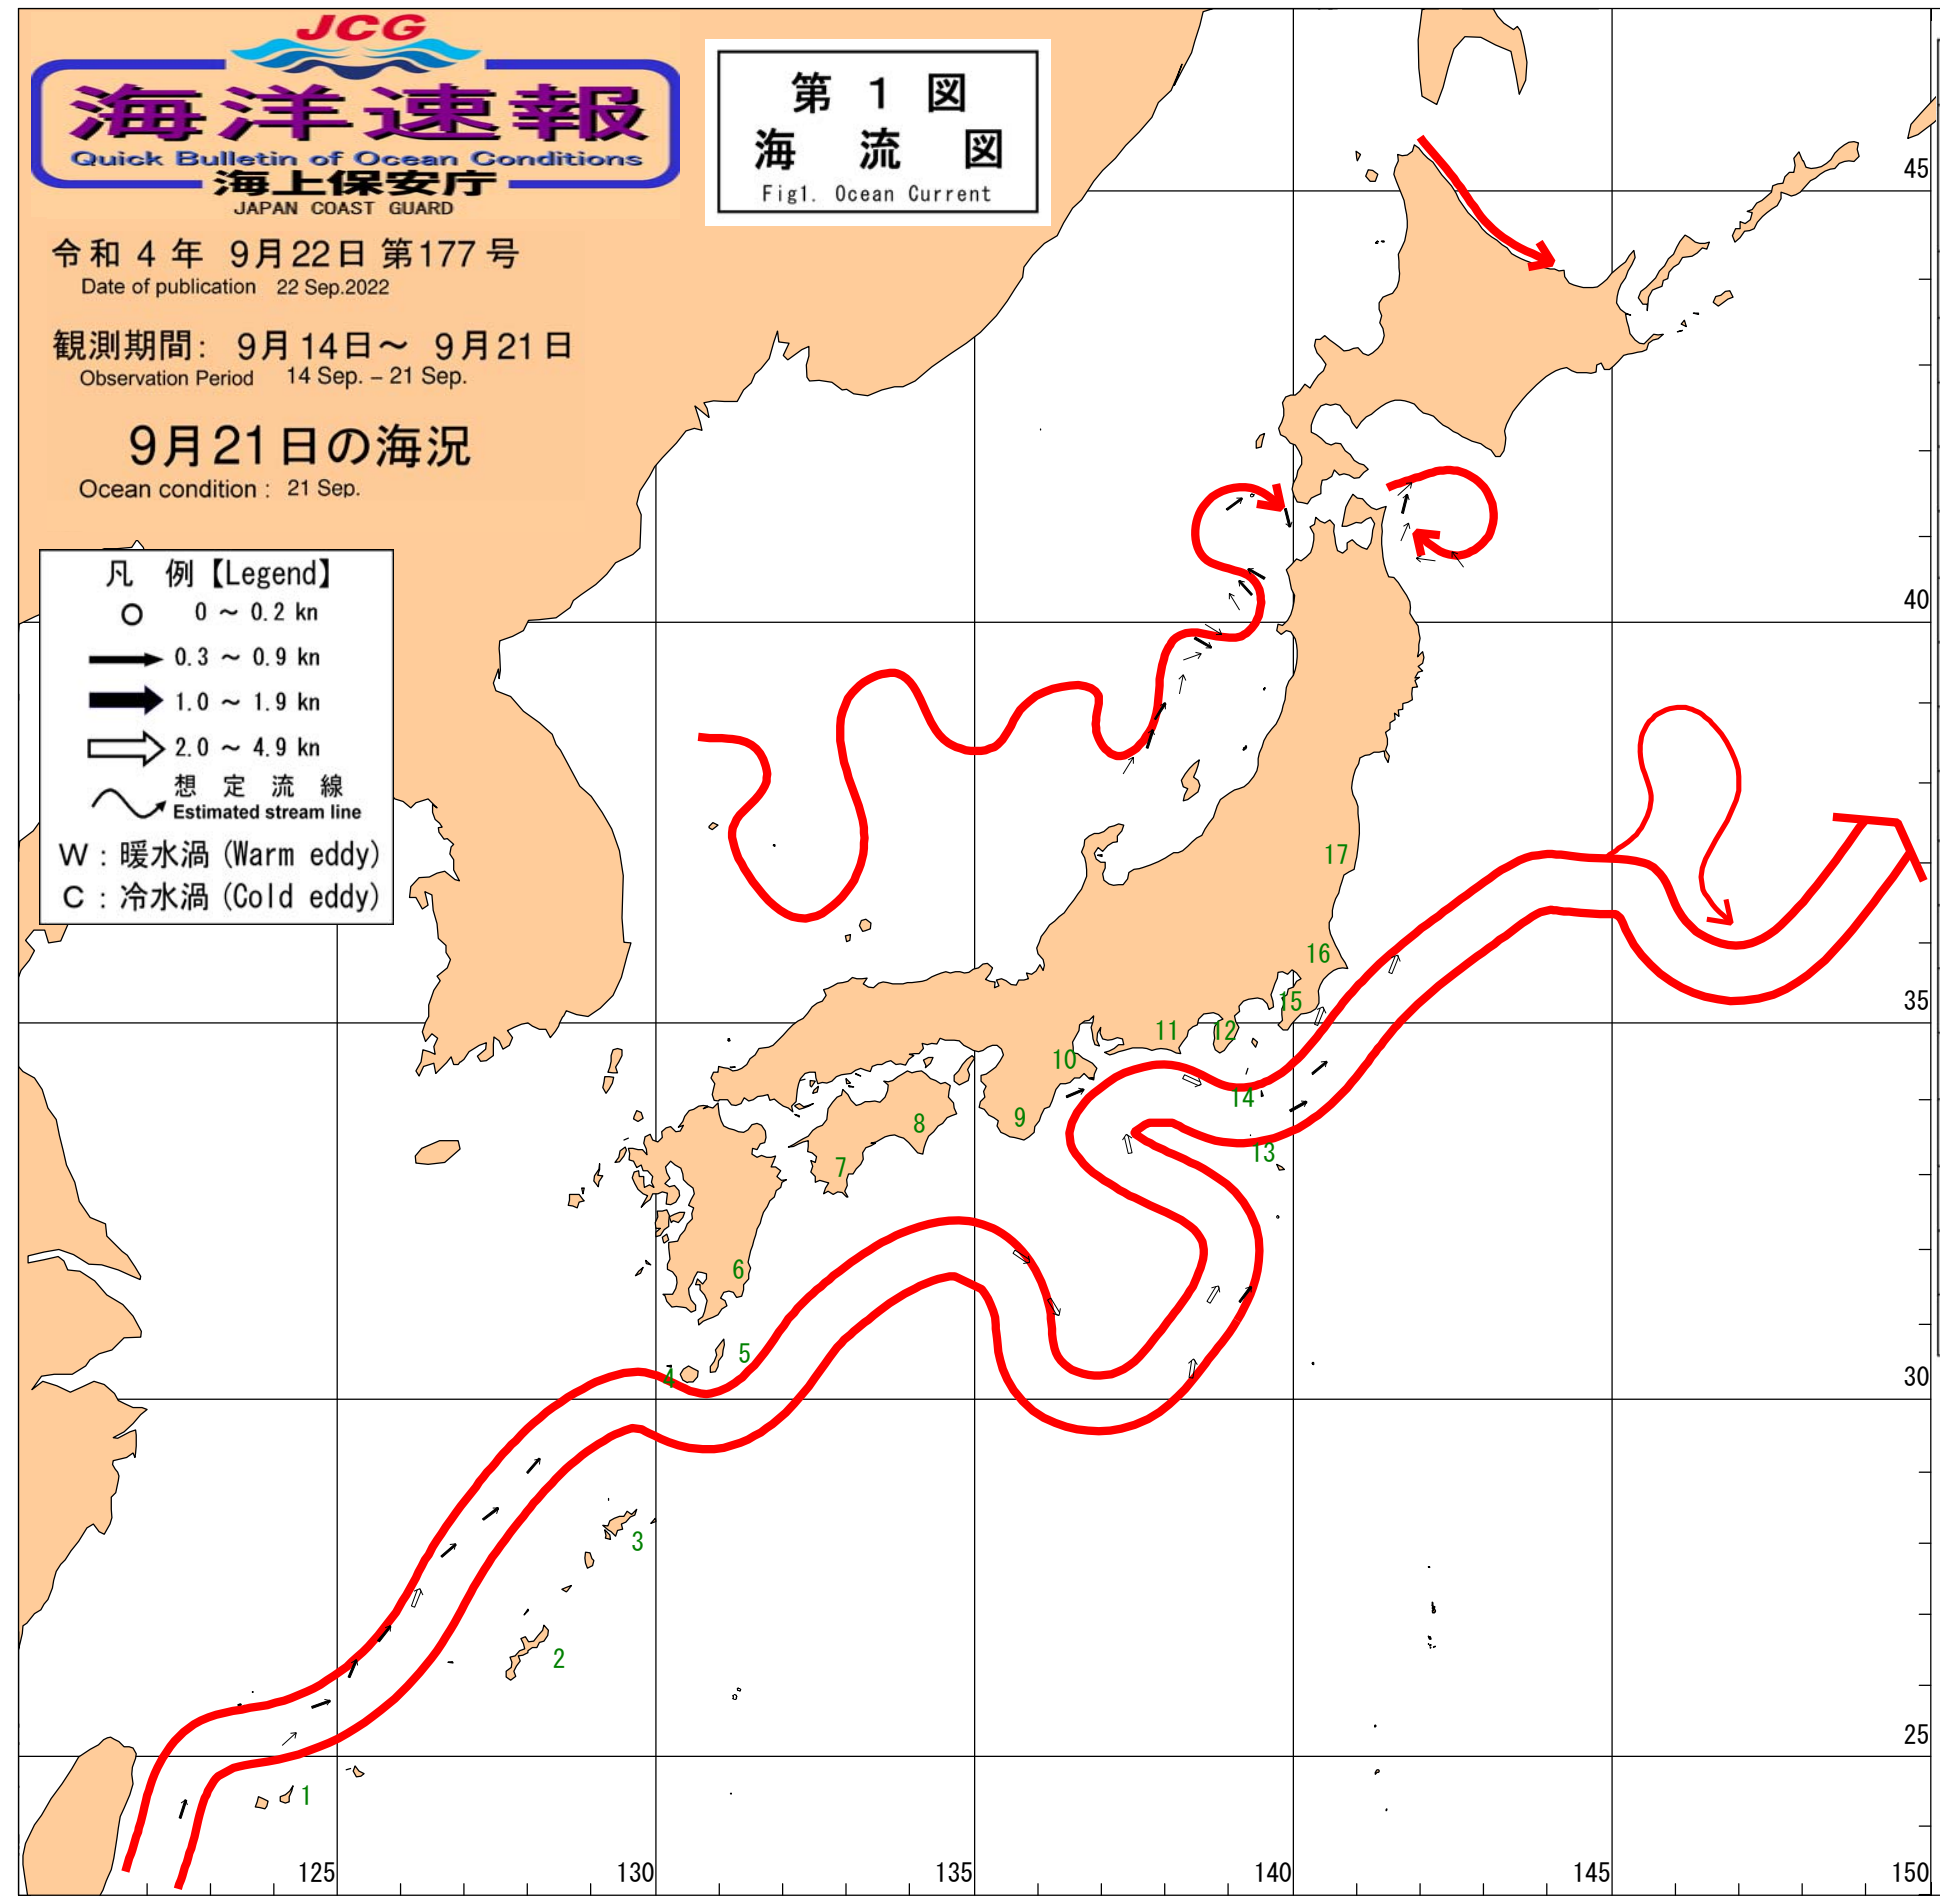 JCG
海洋速報
Quick Bulletin of Ocean Conditions
海上保安庁
JAPAN COAST GUARD
第 1 図
海 流 図
Fig1. Ocean Current
令和 4 年 9月22日 第177 号
Date of publication 22 Sep.2022
観測期間: 9月14日～ 9月21日
Observation Period 14 Sep. – 21 Sep.
9月21日の海況
Ocean condition : 21 Sep.
凡 例【Legend】
0 ～ 0.2 kn
0.3 ～ 0.9 kn
1.0 ～ 1.9 kn
2.0 ～ 4.9 kn
想 定 流 線
Estimated stream line
W : 暖水渦 (Warm eddy)
C : 冷水渦 (Cold eddy)
45
40
17
16
35
15
11
12
10
14
9
8
13
7
6
5
4
30
3
2
25
1
125
130
135
140
145
150